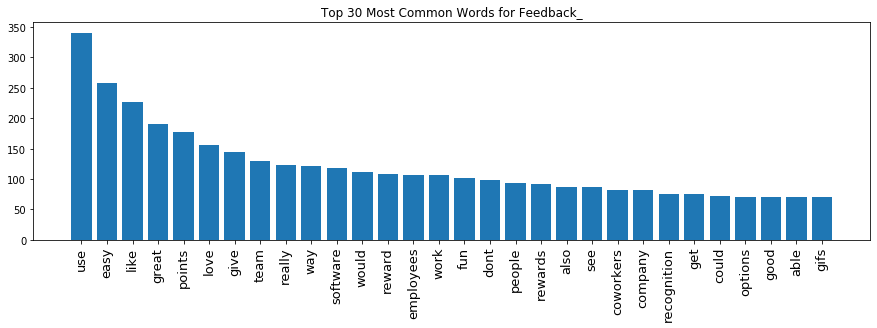 Top 30 Most Common Words for Feedback_
350
300
250
200
150
100
50
0
use
easy
like
great
points
love
give
team
really
way
software
would
reward
employees
work
fun
dont
people
rewards
also
see
coworkers
company
recognition
get
could
options
good
able
gifs